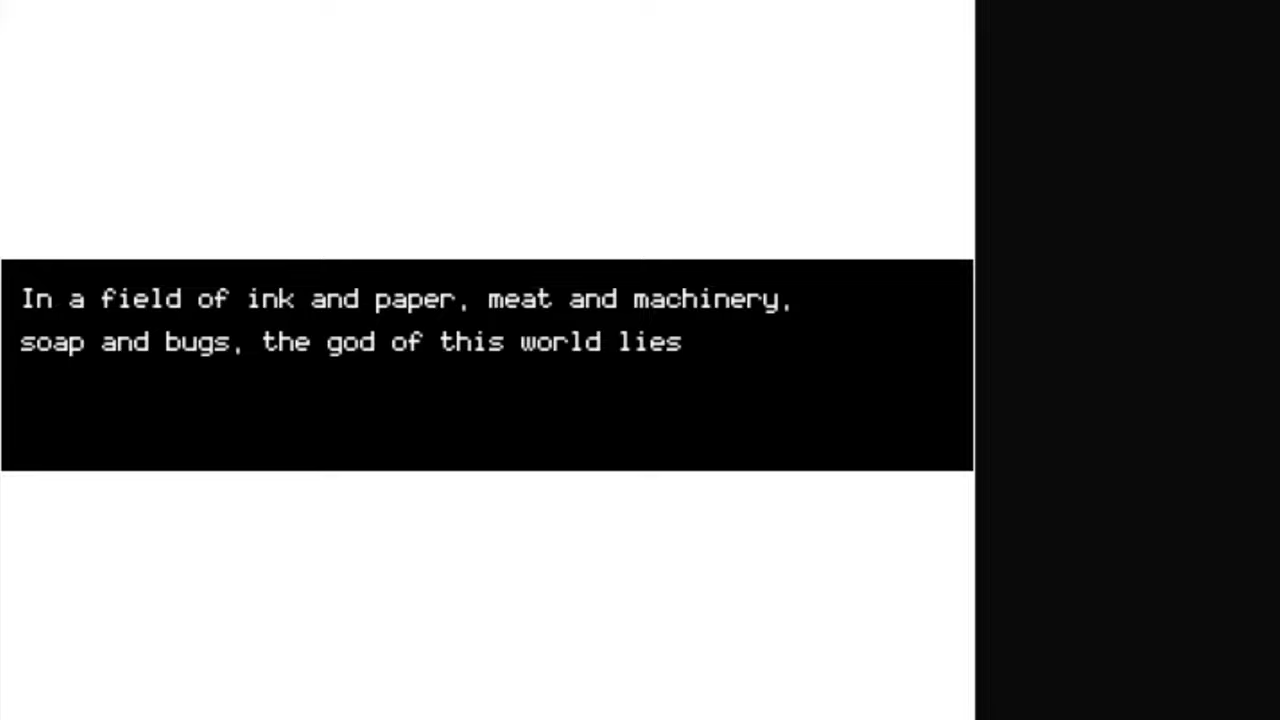 In a field of ink and paper, meat and machinery,
soap and bugs, the god of this world lies